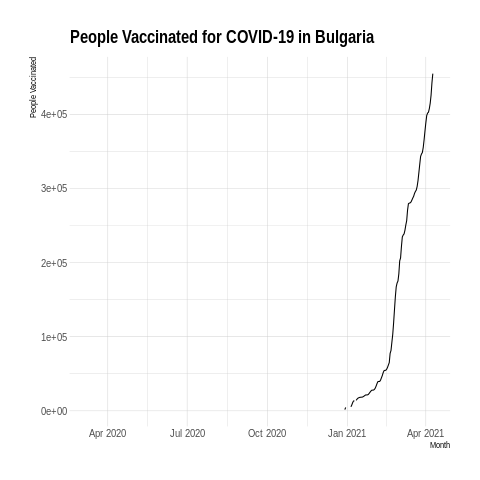 People Vaccinated for COVID-19 in Bulgaria
People Vaccinated
4e+05
3e+05
2e+05
1e+05
0e+00
Apr 2020 Jul 2020 Oct 2020 Jan 2021 Apr 2021
Month